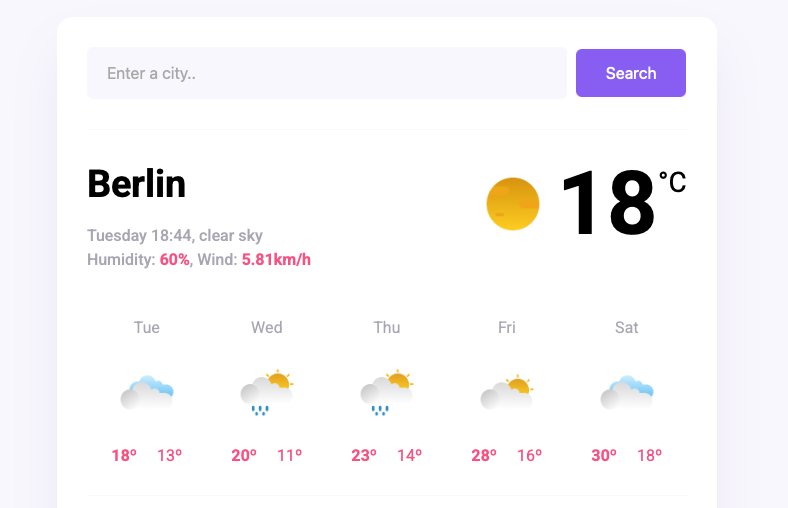 Enter a city..
Search
Berlin
18 °C
Tuesday 18:44, clear sky
Humidity: 60%, Wind: 5.81km/h
Tue Wed Thu Fri Sat
18º 13º 20º 11º 23º 14º 28º 16º 30º 18º